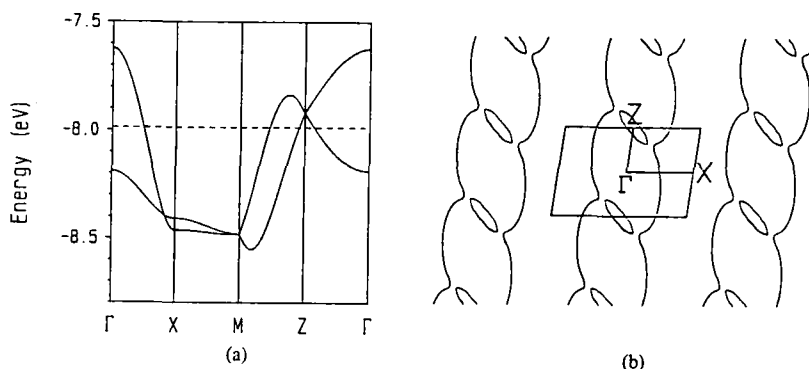 -7.5
-8.0
-8.5
Energy (eV)
Γ X M Z Γ
(a)
Z
Γ
X
(b)